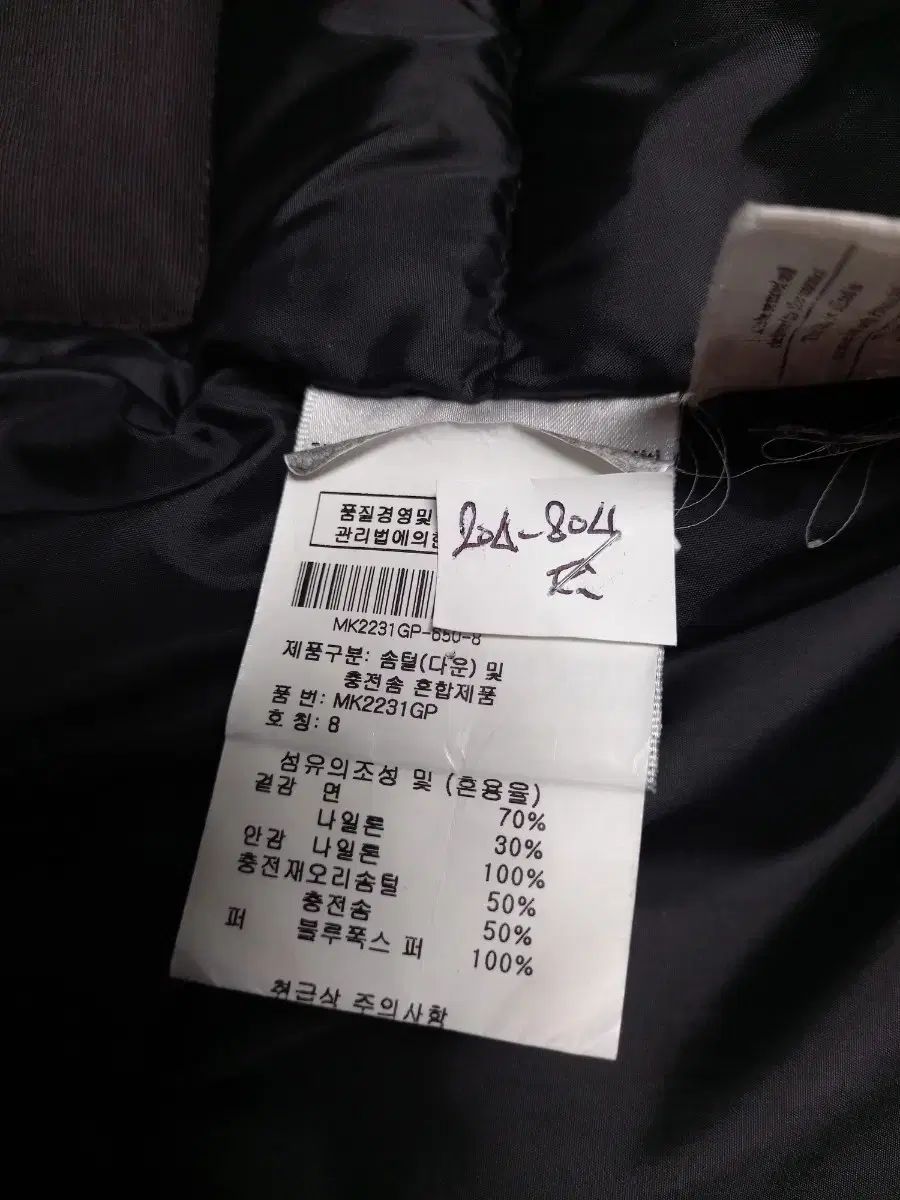 품질경영및
관리법에의한
204-804
MK2231GP-650-8
제품구분: 솜털(다운) 및
충전솜 혼합제품
품 번: MK2231GP
호 칭: 8
섬유의조성 및 (혼용율)
겉감 면 70%
나일론 30%
안감 나일론 100%
충전재오리솜털 50%
충전솜 50%
퍼 블루폭스 퍼 100%
취급상 주의사항